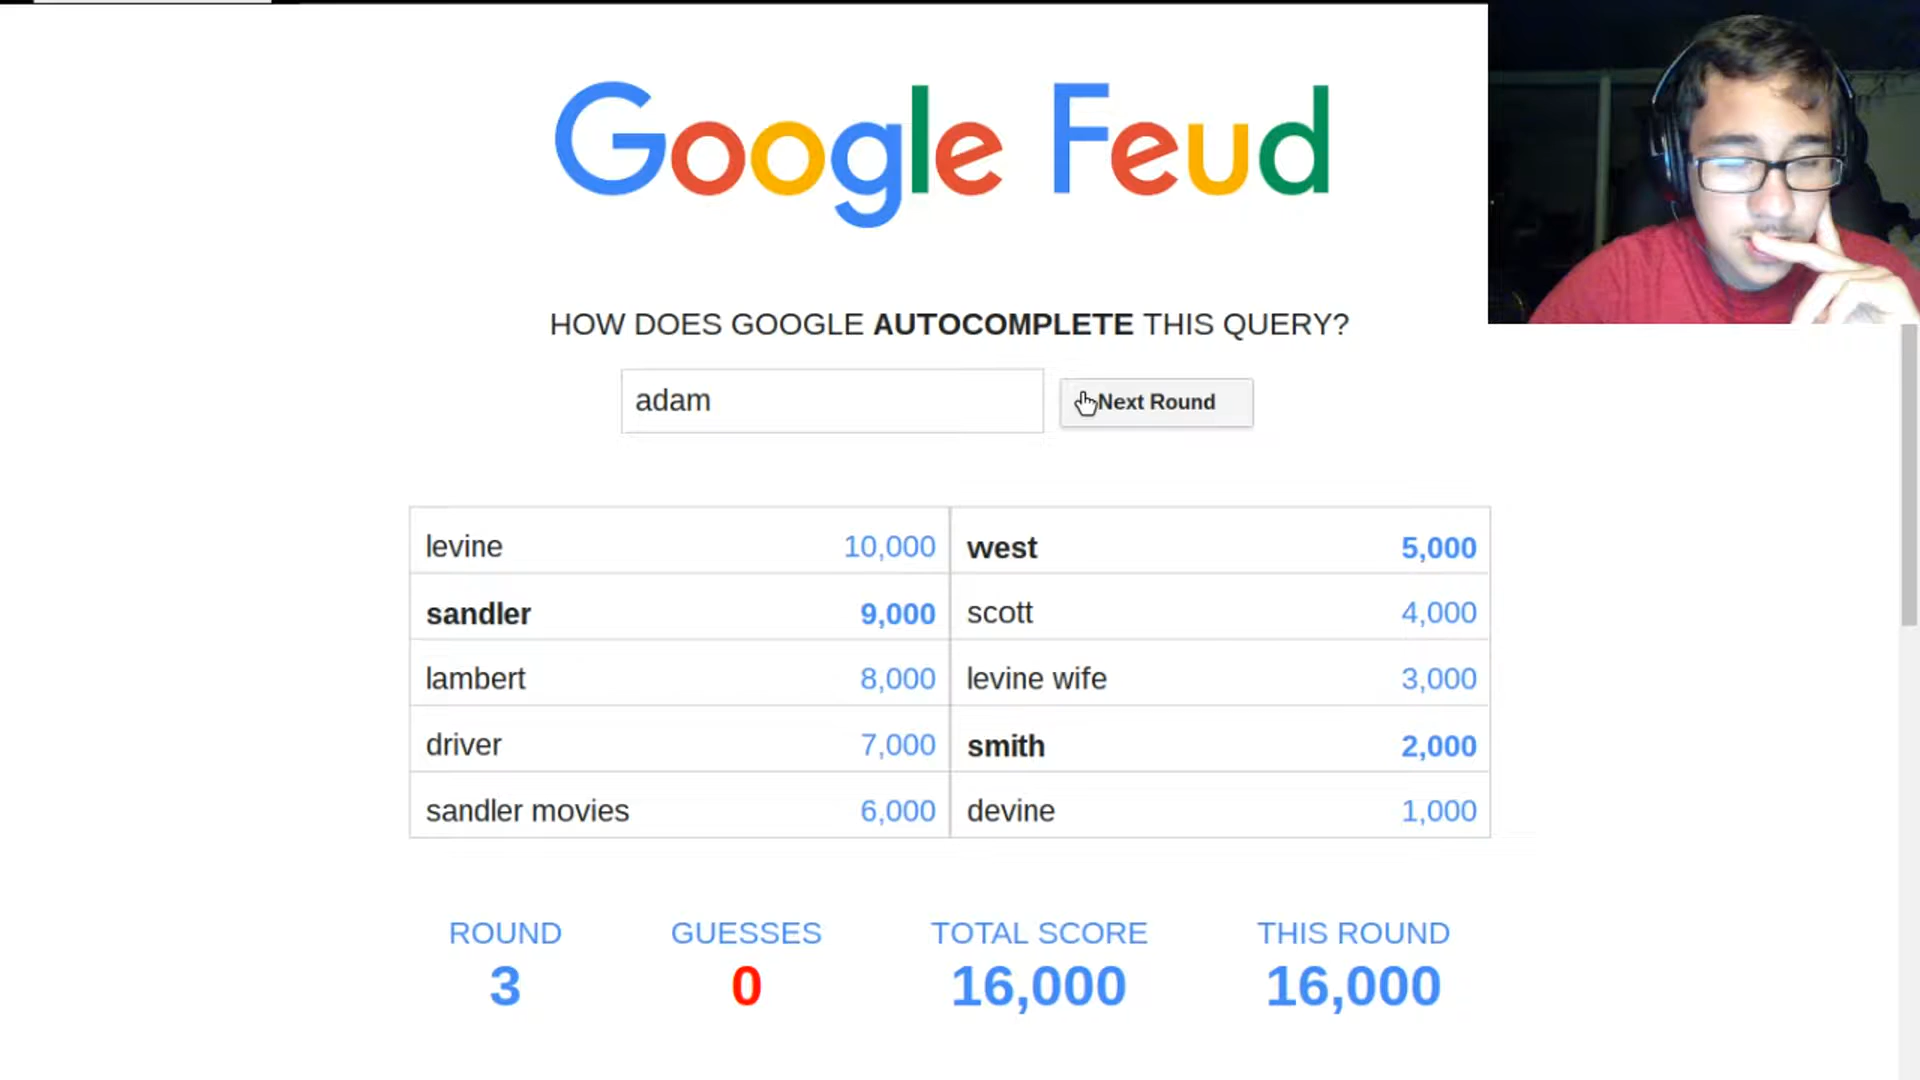 Google Feud
HOW DOES GOOGLE AUTOCOMPLETE THIS QUERY?
adam
Next Round
levine 10,000
sandler 9,000
lambert 8,000
driver 7,000
sandler movies 6,000
west 5,000
scott 4,000
levine wife 3,000
smith 2,000
devine 1,000
ROUND GUESSES TOTAL SCORE THIS ROUND
3 0 16,000 16,000